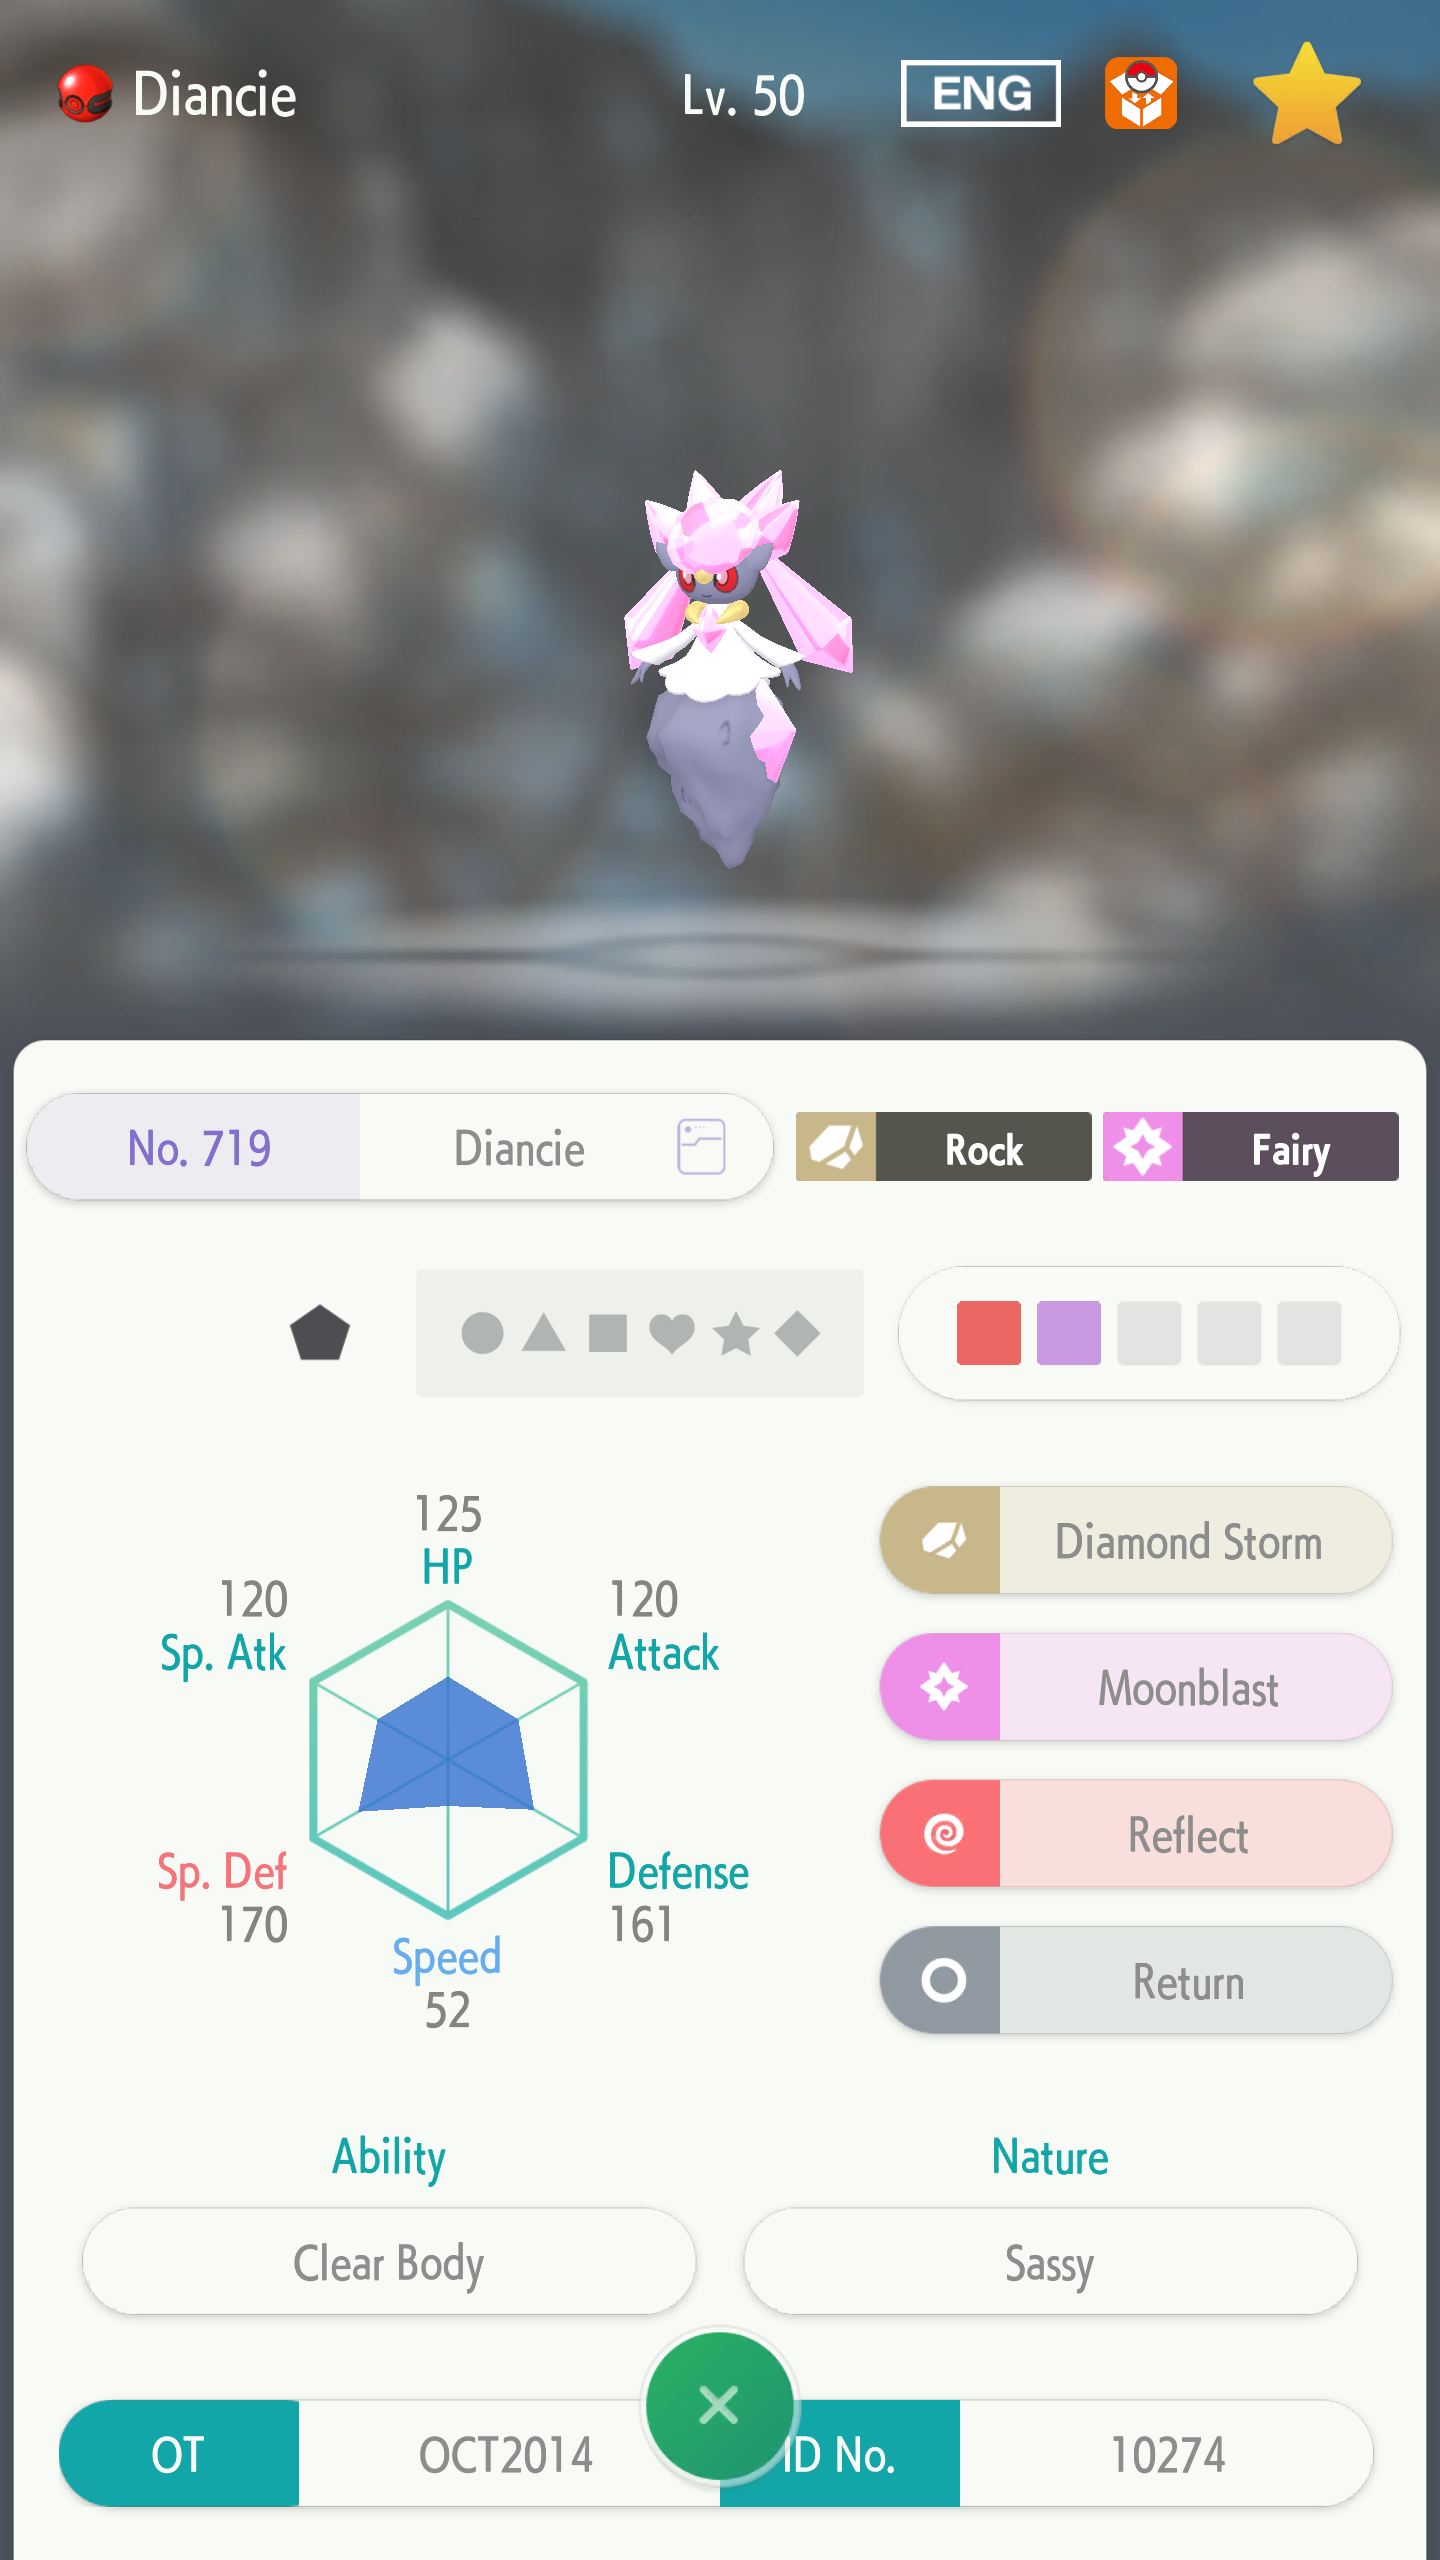 Diancie
Lv. 50
ENG
No. 719
Diancie
Rock
Fairy
125
HP
120
Sp. Atk
120
Attack
Sp. Def
170
Defense
161
Speed
52
Diamond Storm
Moonblast
Reflect
Return
Ability
Nature
Clear Body
Sassy
OT
OCT2014
ID No.
10274